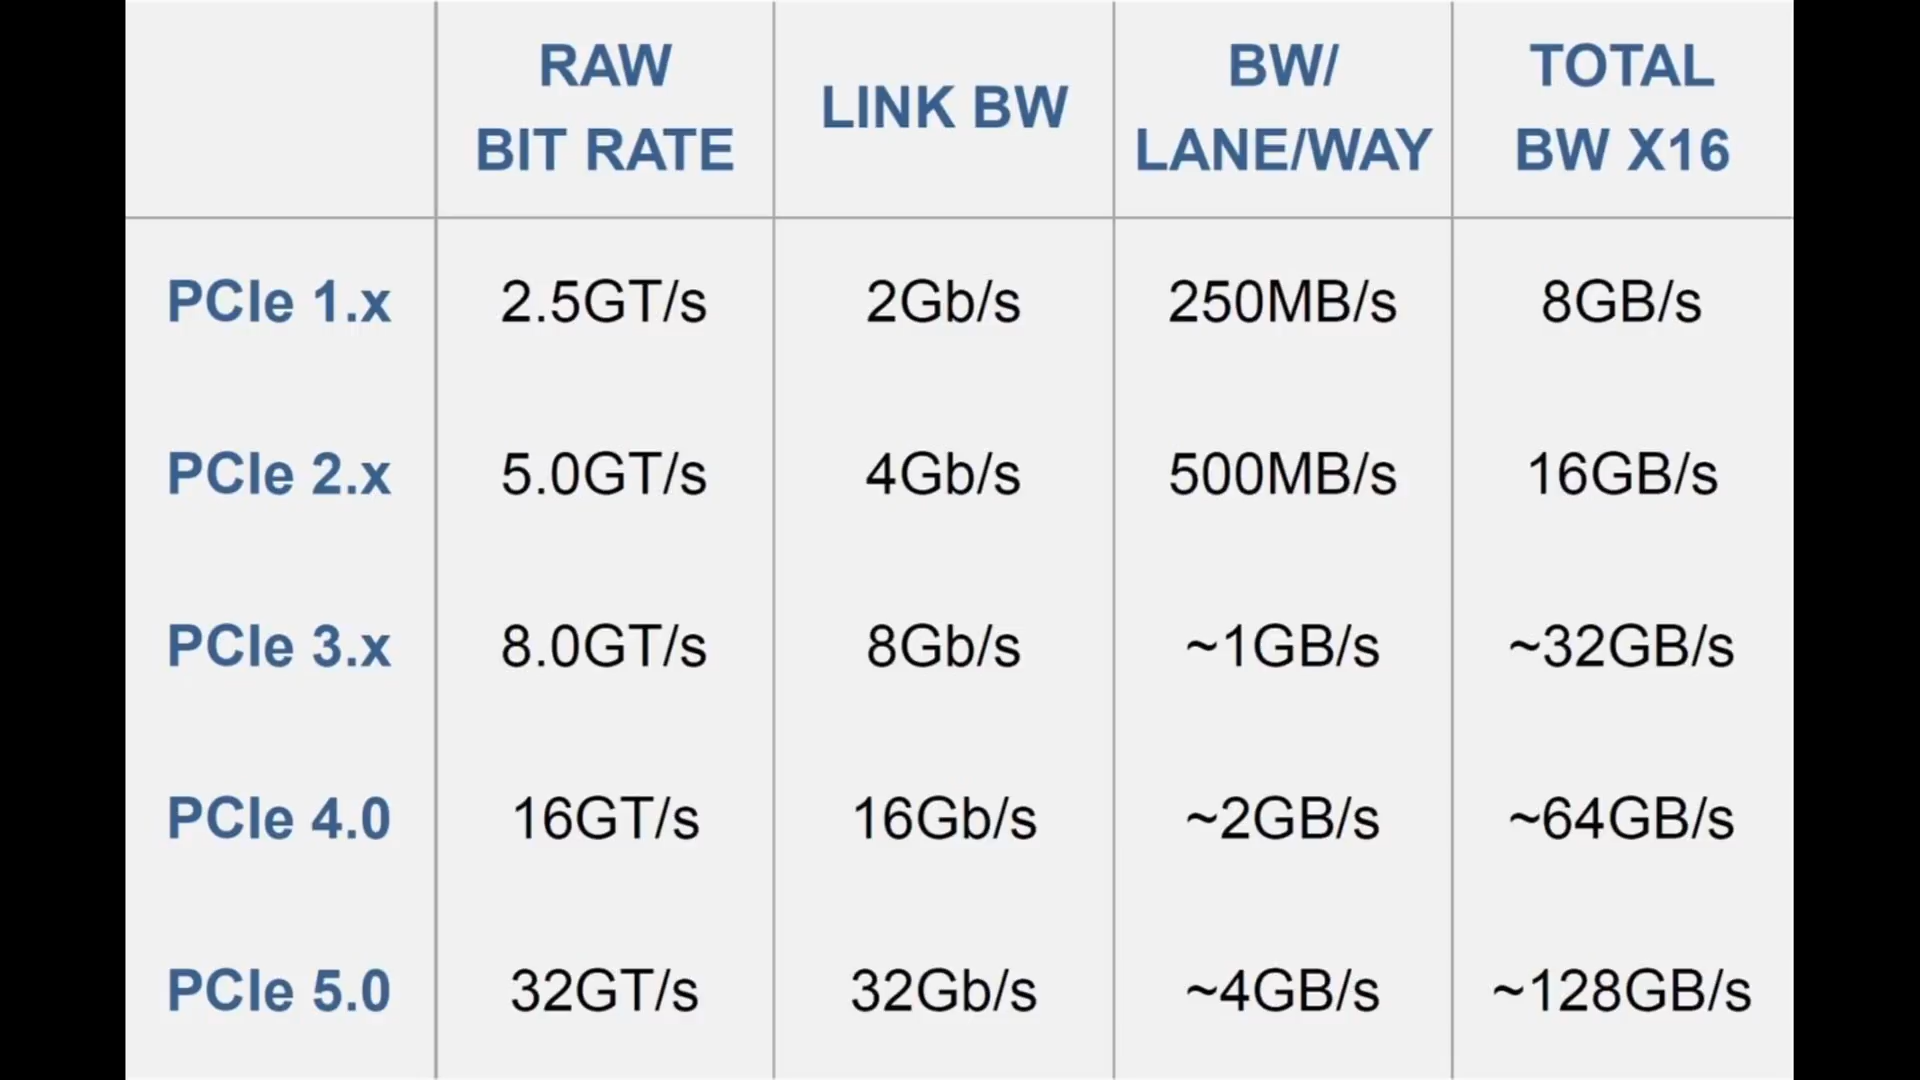 RAW
BIT RATE
LINK BW
BW/
LANE/WAY
TOTAL
BW X16
PCIe 1.x 2.5GT/s 2Gb/s 250MB/s 8GB/s
PCIe 2.x 5.0GT/s 4Gb/s 500MB/s 16GB/s
PCIe 3.x 8.0GT/s 8Gb/s ~1GB/s ~32GB/s
PCIe 4.0 16GT/s 16Gb/s ~2GB/s ~64GB/s
PCIe 5.0 32GT/s 32Gb/s ~4GB/s ~128GB/s